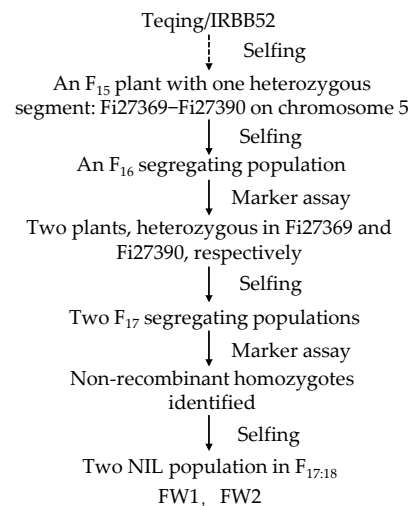 Teqing/IRBB52
Selfing
An F15 plant with one heterozygous
segment: Fi27369−Fi27390 on chromosome 5
Selfing
An F16 segregating population
Marker assay
Two plants, heterozygous in Fi27369 and
Fi27390, respectively
Selfing
Two F17 segregating populations
Marker assay
Non-recombinant homozygotes
identified
Selfing
Two NIL population in F17:18
FW1, FW2